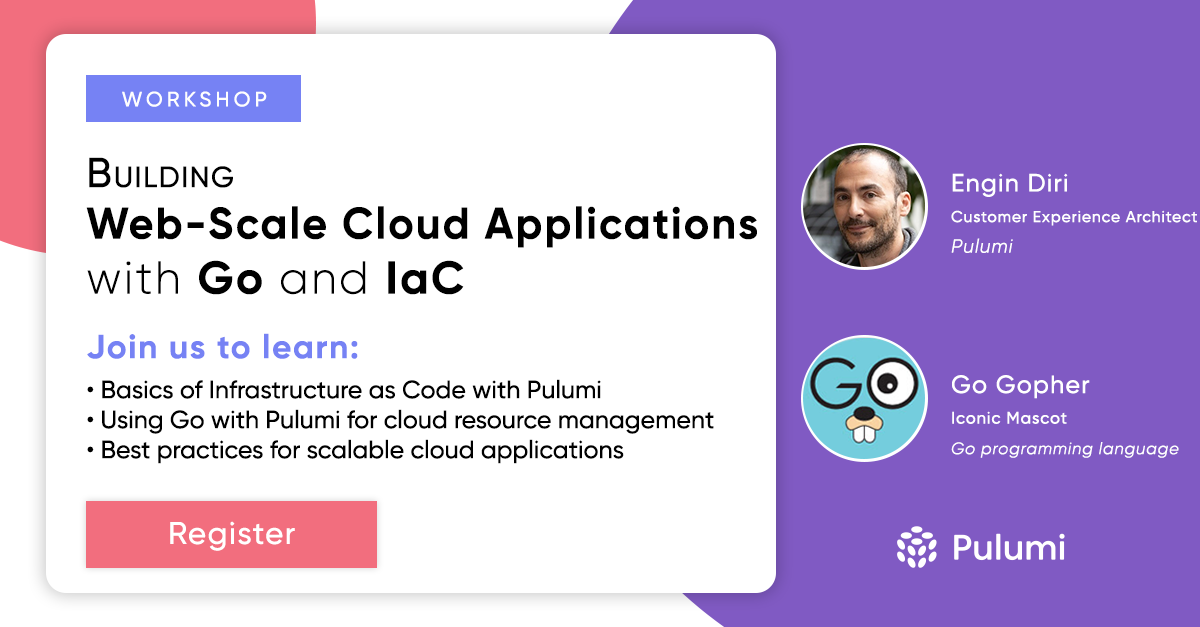 WORKSHOP
Building
Web-Scale Cloud Applications
with Go and IaC
Join us to learn:
• Basics of Infrastructure as Code with Pulumi
• Using Go with Pulumi for cloud resource management
• Best practices for scalable cloud applications
Register
Engin Diri
Customer Experience Architect
Pulumi
GO
Go Gopher
Iconic Mascot
Go programming language
Pulumi